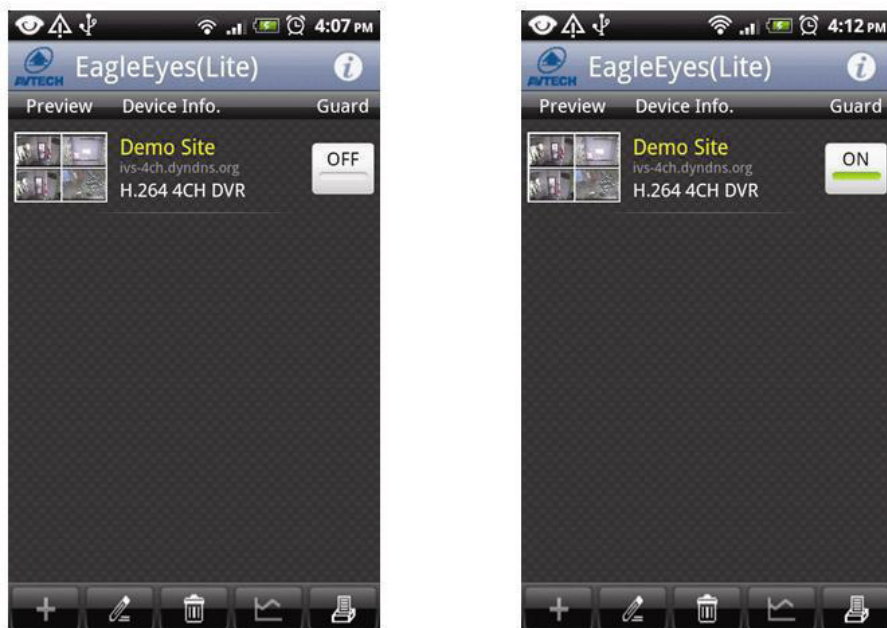 4:07 PM
AVTECH EagleEyes(Lite) i
Preview Device Info. Guard
Demo Site
ivs-4ch.dyndns.org
H.264 4CH DVR
OFF
4:12 PM
AVTECH EagleEyes(Lite) i
Preview Device Info. Guard
Demo Site
ivs-4ch.dyndns.org
H.264 4CH DVR
ON